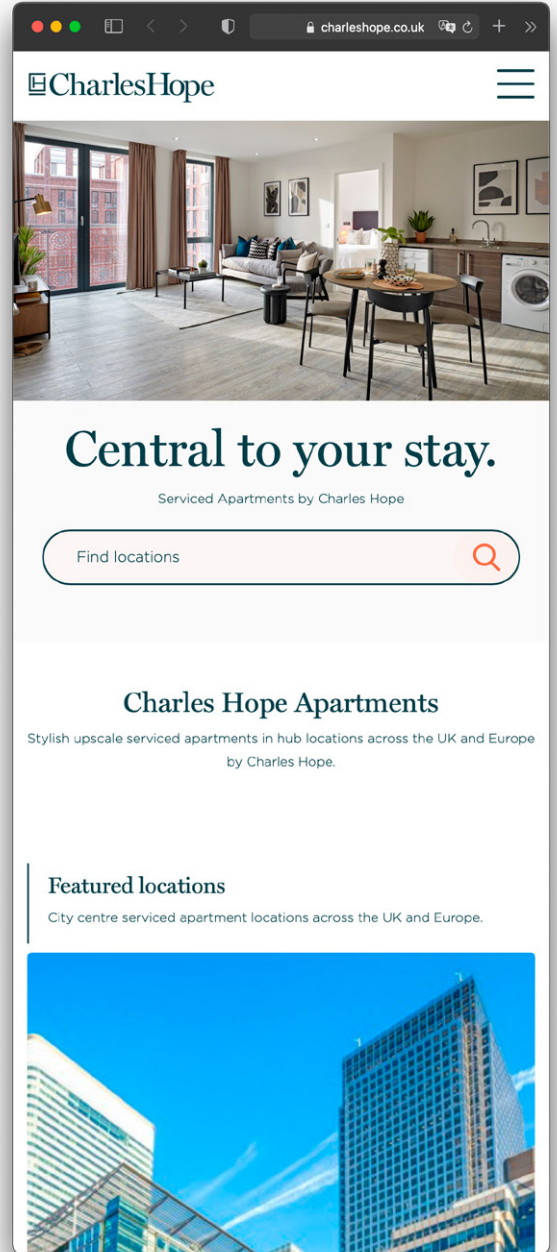 charleshope.co.uk
CharlesHope
Central to your stay.
Serviced Apartments by Charles Hope
Find locations
Charles Hope Apartments
Stylish upscale serviced apartments in hub locations across the UK and Europe
by Charles Hope.
Featured locations
City centre serviced apartment locations across the UK and Europe.